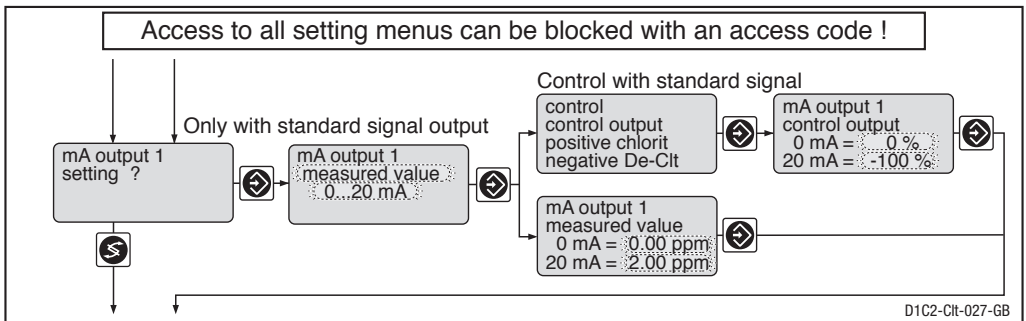 Access to all setting menus can be blocked with an access code !
Control with standard signal
Only with standard signal output
mA output 1
setting ?
mA output 1
measured value
0...20 mA
control
control output
positive chlorit
negative De-Clt
mA output 1
control output
0 mA = 0 %
20 mA = -100 %
mA output 1
measured value
0 mA = 0.00 ppm
20 mA = 2.00 ppm
D1C2-Clt-027-GB